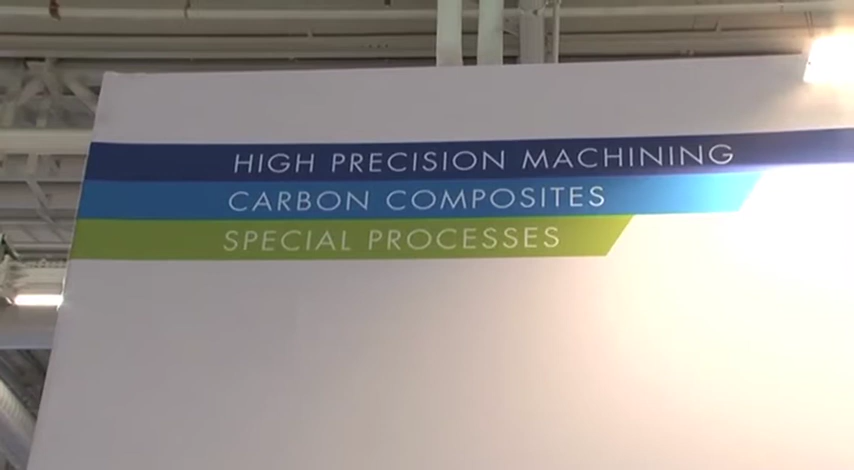 HIGH PRECISION MACHINING
CARBON COMPOSITES
SPECIAL PROCESSES